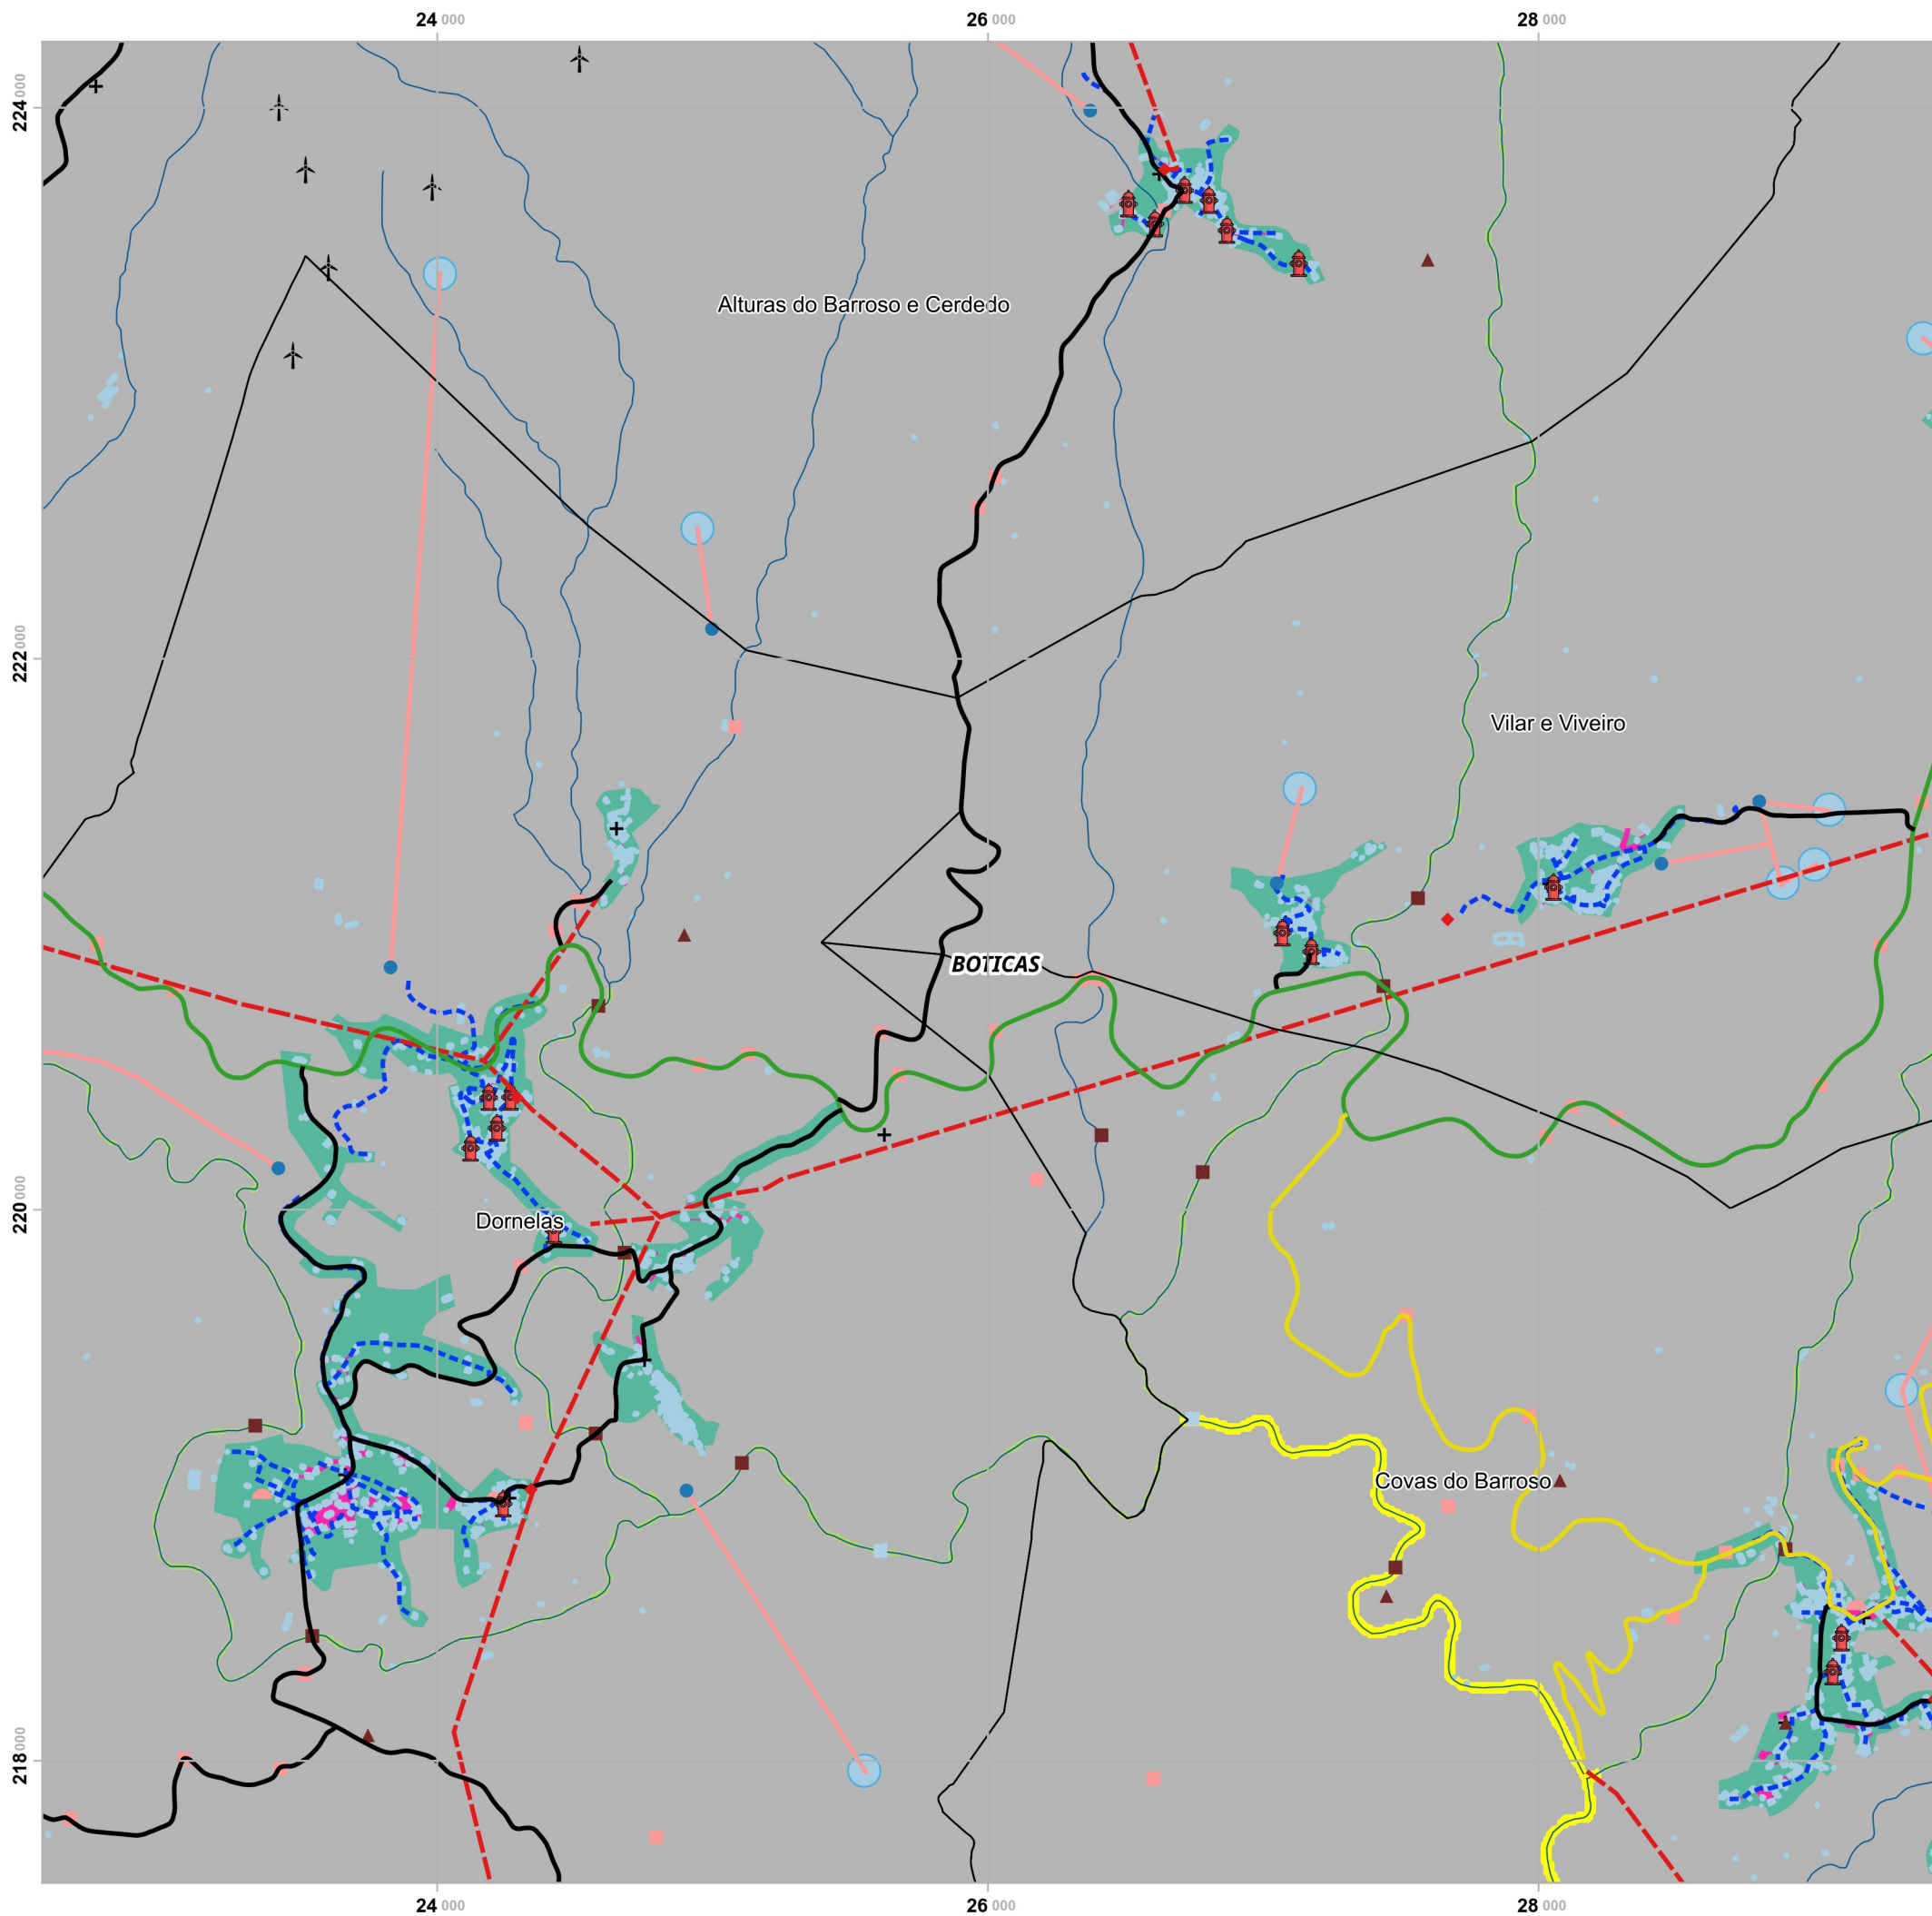 24 000
26 000
28 000
224 000
Alturas do Barroso e Cerdedo
222 000
Vilar e Viveiro
BOTICAS
220 000
Dornelas
Covas do Barroso
218 000
24 000
26 000
28 000